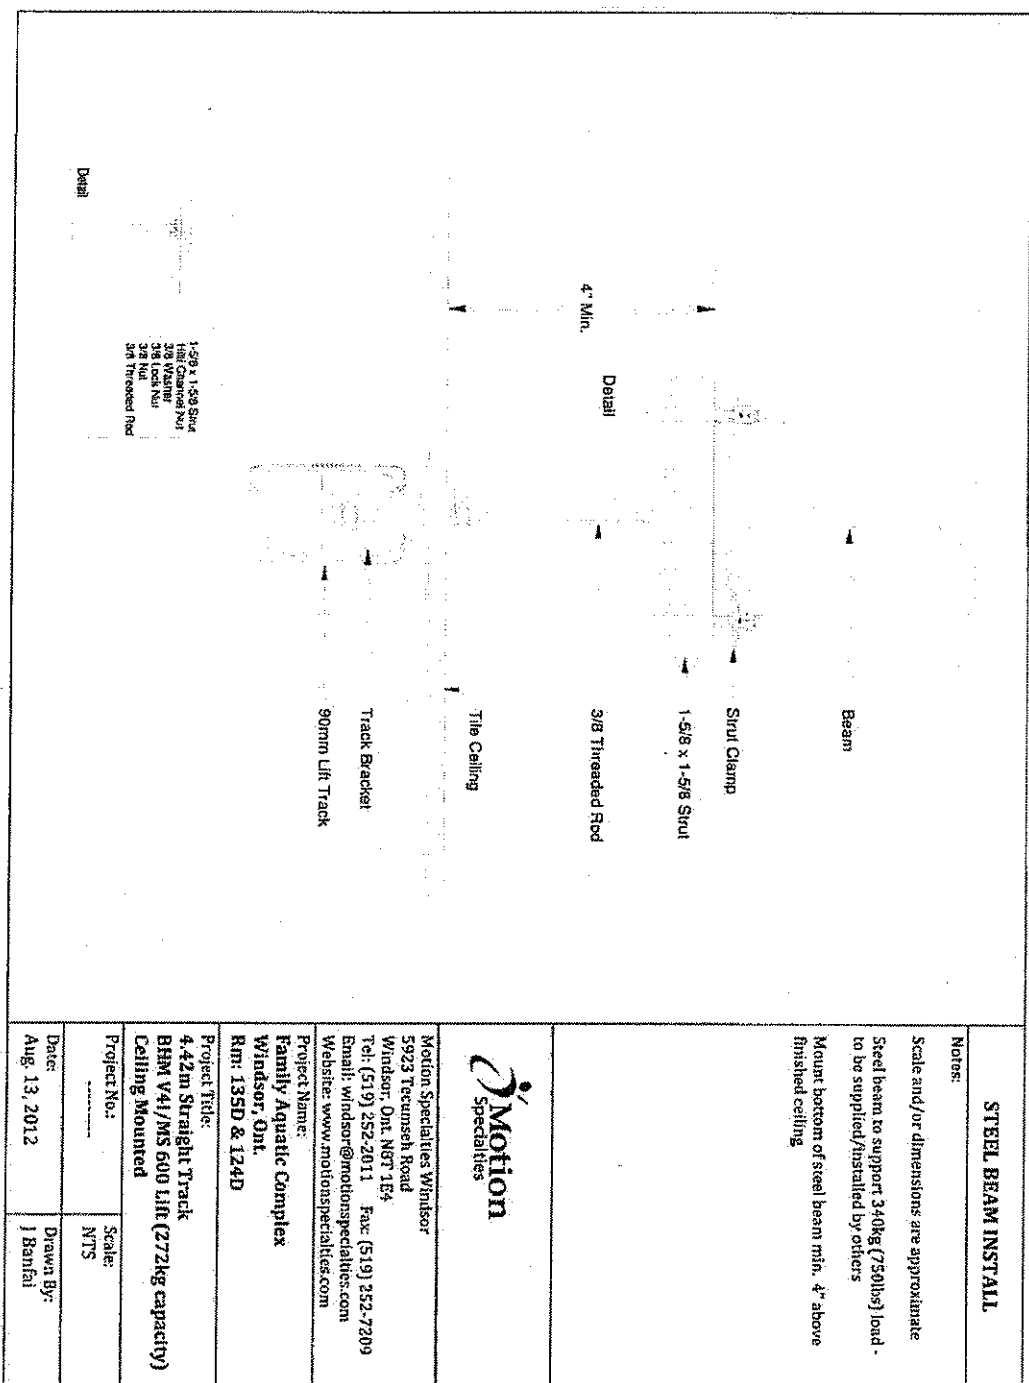 STEEL BEAM INSTALL
Notes:
Scale and/or dimensions are approximate
Steel beam to support 340kg (750lbs) load -
to be supplied/installed by others
Mount bottom of steel beam min. 4" above
finished ceiling
Motion
Specialties
Motion Specialties Windsor
5923 Tecumseh Road
Windsor, Ont. N8T 1E4
Tel: (519) 252-2011 Fax: (519) 252-7209
Email: windsor@motionspecialties.com
Website: www.motionspecialties.com
Project Name:
Family Aquatic Complex
Windsor, Ont.
Rm: 135D & 124D
Project Title:
4.42m Straight Track
BHM V4i/MS 600 Lift (272kg capacity)
Ceiling Mounted
Project No.:
--------
Scale:
NTS
Date:
Aug. 13, 2012
Drawn By:
J Banfai
Beam
Strut Clamp
1-5/8 x 1-5/8 Strut
Detail
3/8 Threaded Rod
4" Min.
Tile Ceiling
Track Bracket
90mm Lift Track
1-5/8 x 1-5/8 Strut
Hilti Channel Nut
3/8 Washer
3/8 Lock Nut
3/8 Nut
3/8 Threaded Rod
Detail